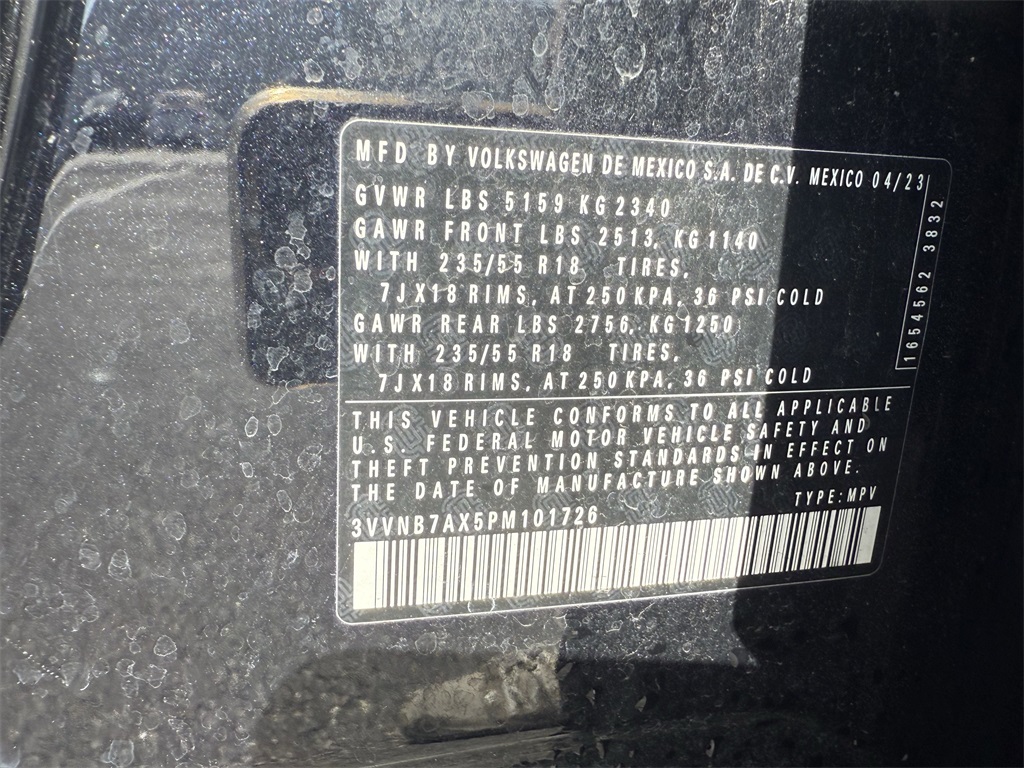 MFD BY VOLKSWAGEN DE MEXICO S.A. DE C.V. MEXICO 04/23
GVWR LBS 5159 KG 2340
GAWR FRONT LBS 2513, KG 1140
WITH 235/55 R18 TIRES,
7JX18 RIMS, AT 250 KPA, 36 PSI/COLD
GAWR REAR LBS 2756, KG 1250
WITH 235/55 R18 TIRES,
7JX18 RIMS, AT 250 KPA, 36 PSI COLD
1654562 3832
THIS VEHICLE CONFORMS TO ALL APPLICABLE
U.S. FEDERAL MOTOR VEHICLE SAFETY AND
THEFT PREVENTION STANDARDS IN EFFECT ON
THE DATE OF MANUFACTURE SHOWN ABOVE.
TYPE: MPV
3VVNB7AX5PM101726